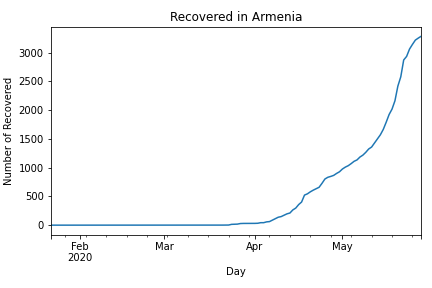 Recovered in Armenia
Number of Recovered
3000
2500
2000
1500
1000
500
0
Feb
2020
Mar
Apr
May
Day